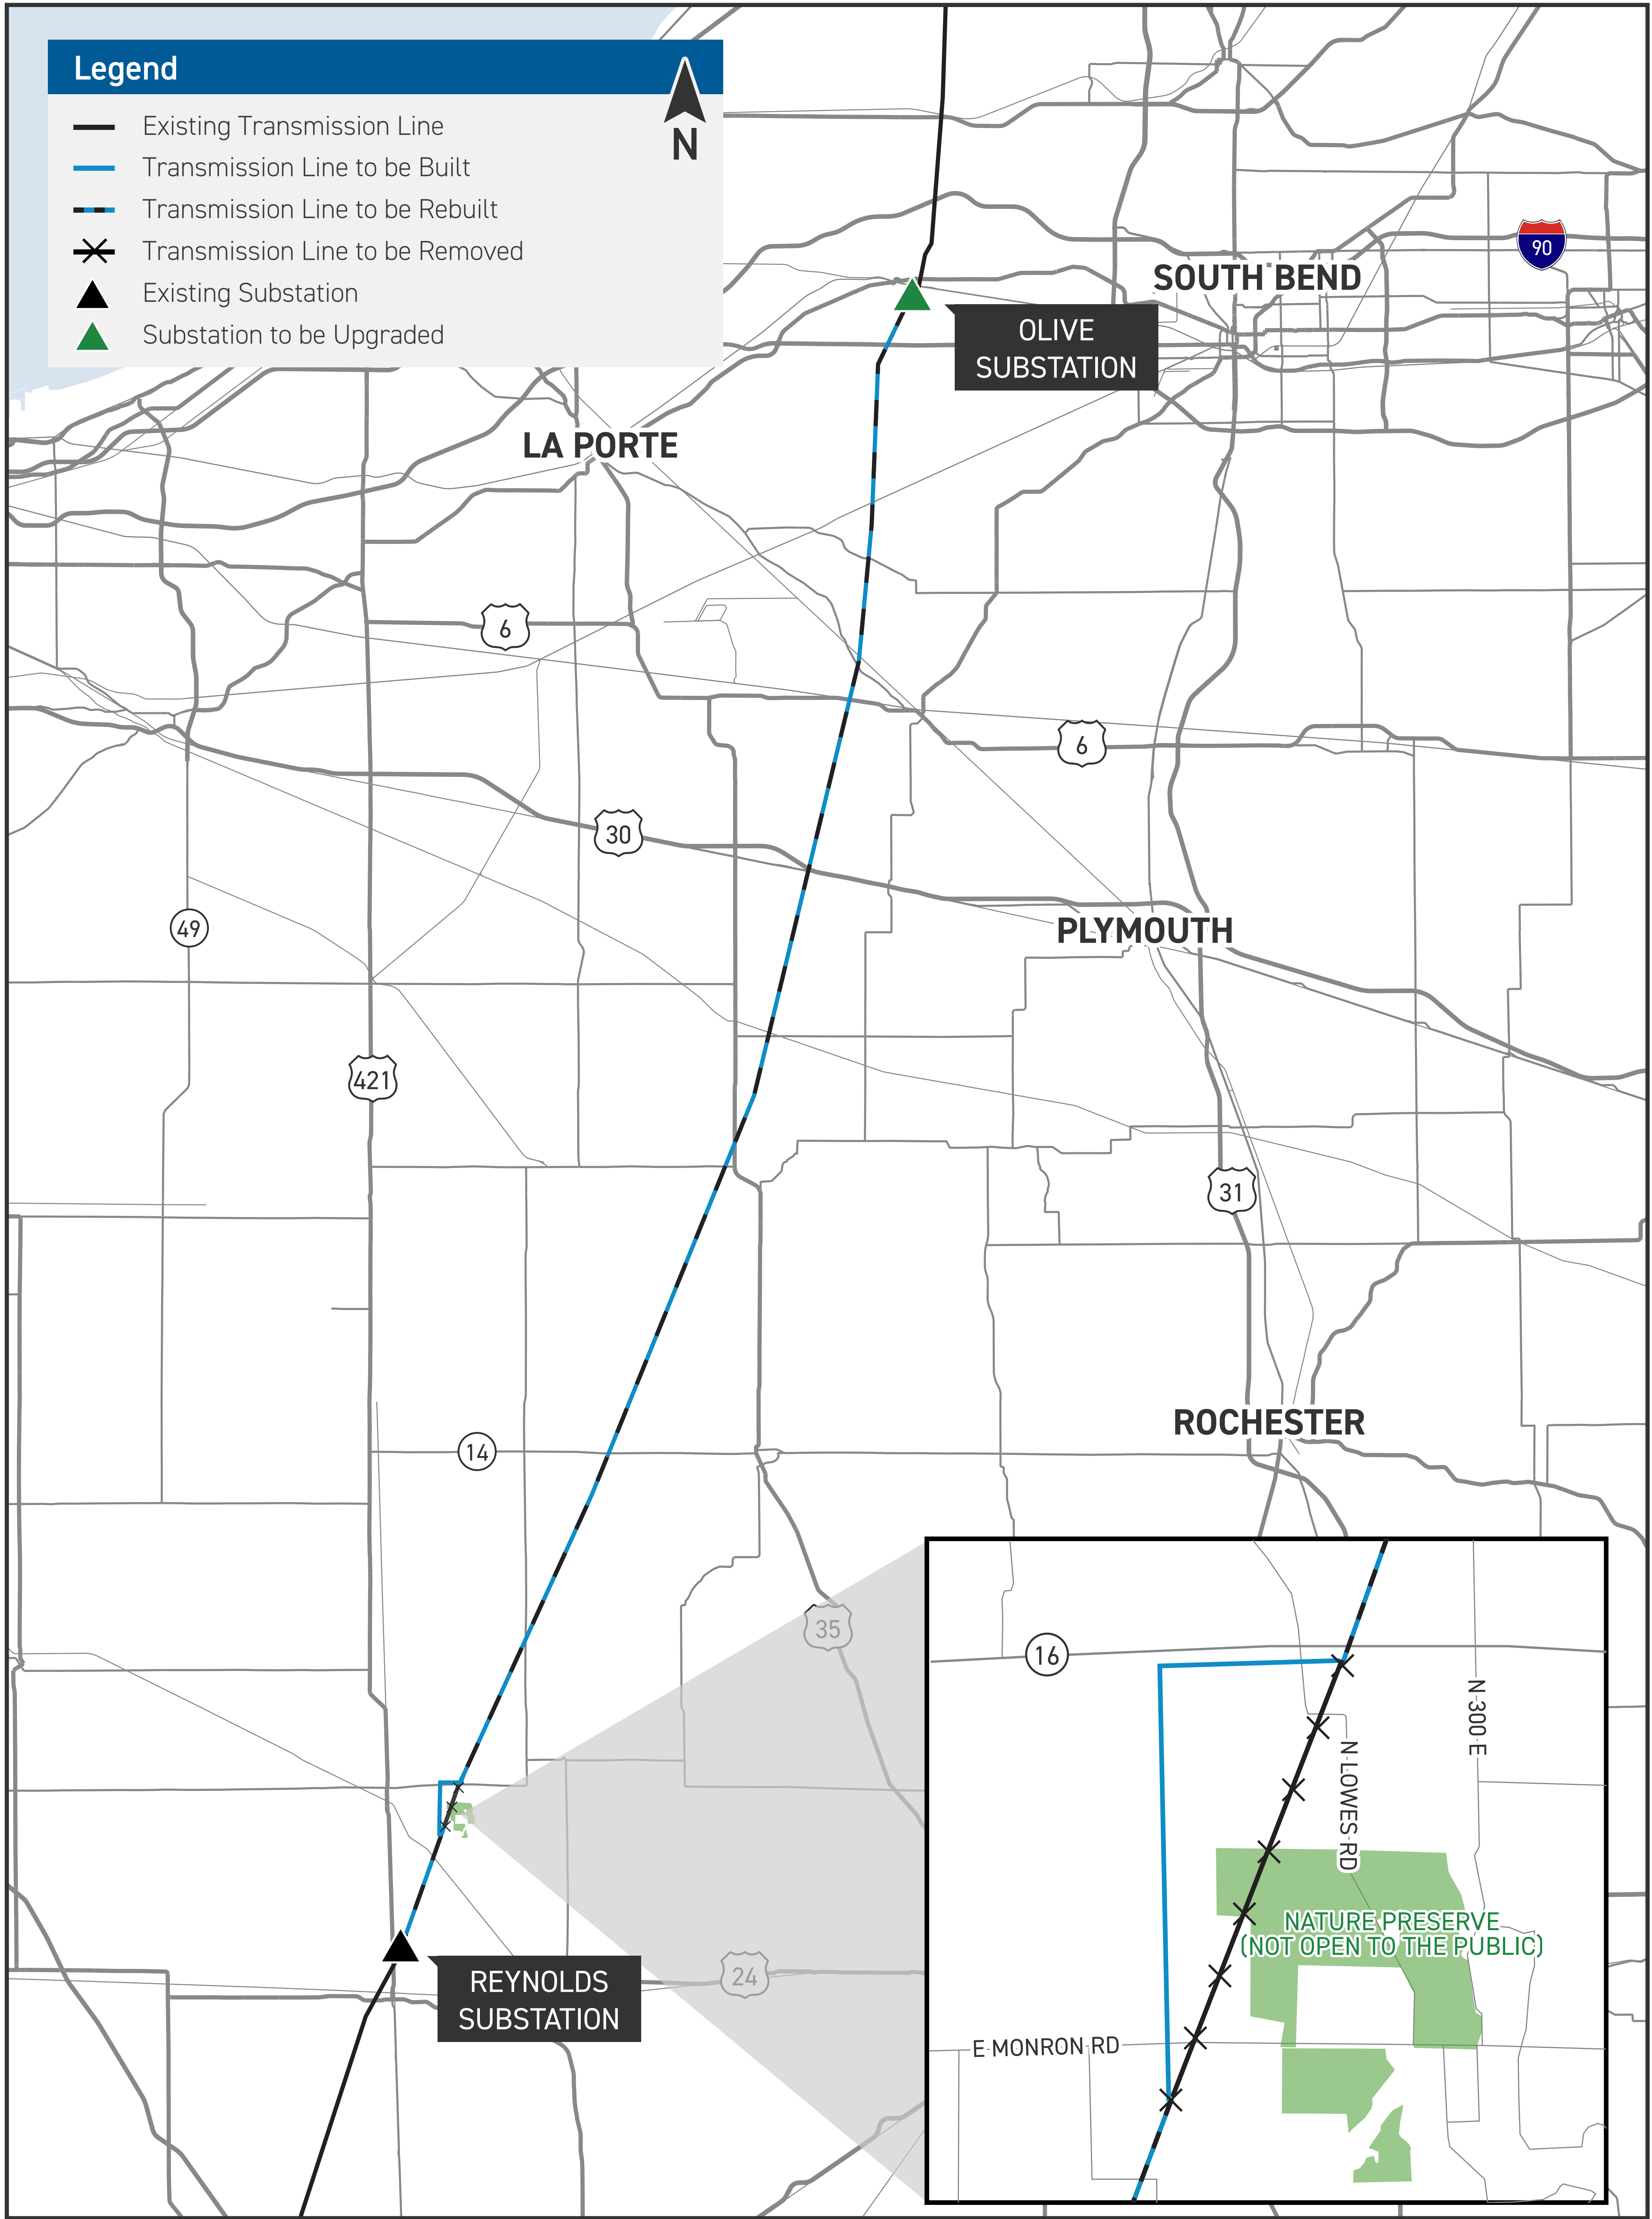 Legend
N
Existing Transmission Line
Transmission Line to be Built
Transmission Line to be Rebuilt
Transmission Line to be Removed
Existing Substation
Substation to be Upgraded
90
SOUTH BEND
OLIVE
SUBSTATION
LA PORTE
6
6
30
49
PLYMOUTH
421
31
ROCHESTER
14
35
16
N 300 E
N LOWES RD
NATURE PRESERVE
(NOT OPEN TO THE PUBLIC)
E MONRON RD
24
REYNOLDS
SUBSTATION